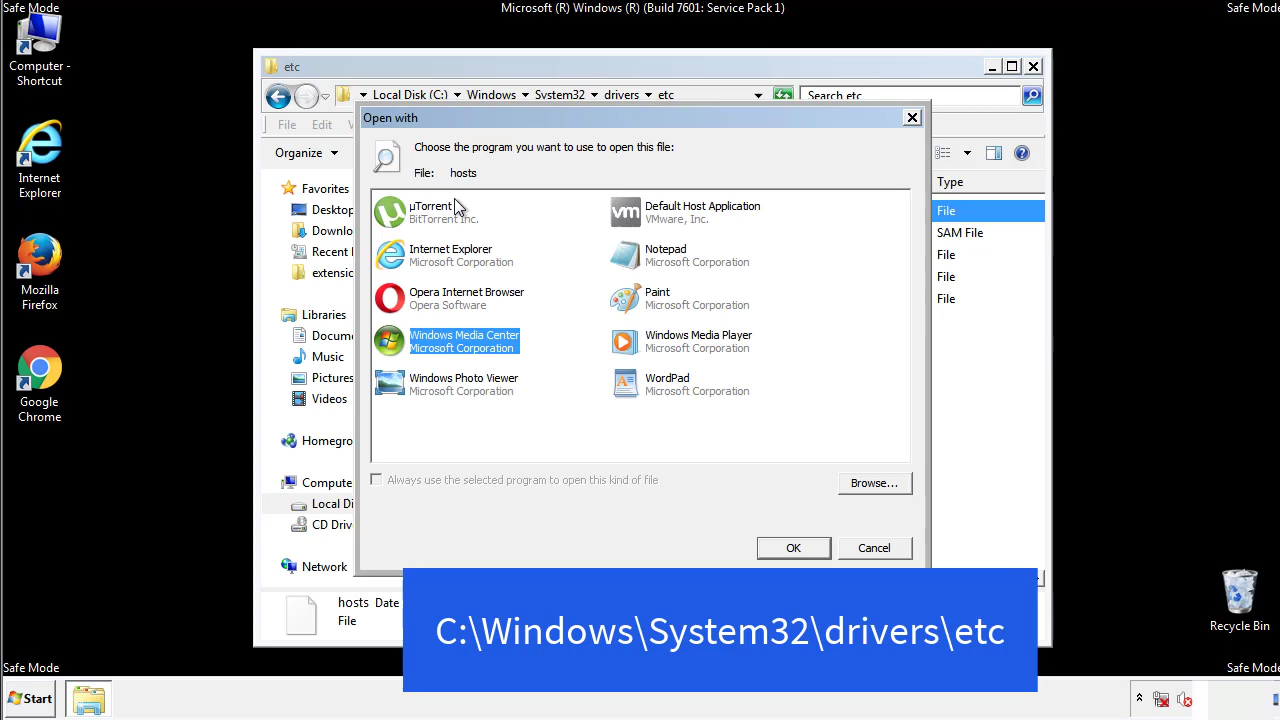 Safe Mode
Microsoft (R) Windows (R) (Build 7601: Service Pack 1)
Safe Mode
Computer -
Shortcut
Internet
Explorer
Mozilla
Firefox
Google
Chrome
etc
Local Disk (C:) Windows System32 drivers etc
Search etc
File Edit V
Organize
Type
Favorites
Desktop
Downlo
Recent
extensio
Libraries
Docume
Music
Pictures
Videos
Homegro
Compute
Local Di
CD Driv
Network
File
SAM File
File
File
File
Open with
Choose the program you want to use to open this file:
File: hosts
µTorrent
BitTorrent Inc.
Default Host Application
VMware, Inc.
Internet Explorer
Microsoft Corporation
Notepad
Microsoft Corporation
Opera Internet Browser
Opera Software
Paint
Microsoft Corporation
Windows Media Center
Microsoft Corporation
Windows Media Player
Microsoft Corporation
Windows Photo Viewer
Microsoft Corporation
WordPad
Microsoft Corporation
Always use the selected program to open this kind of file
Browse...
OK
Cancel
hosts Date
File
C:\Windows\System32\drivers\etc
Recycle Bin
Safe Mode
Safe Mode
Start